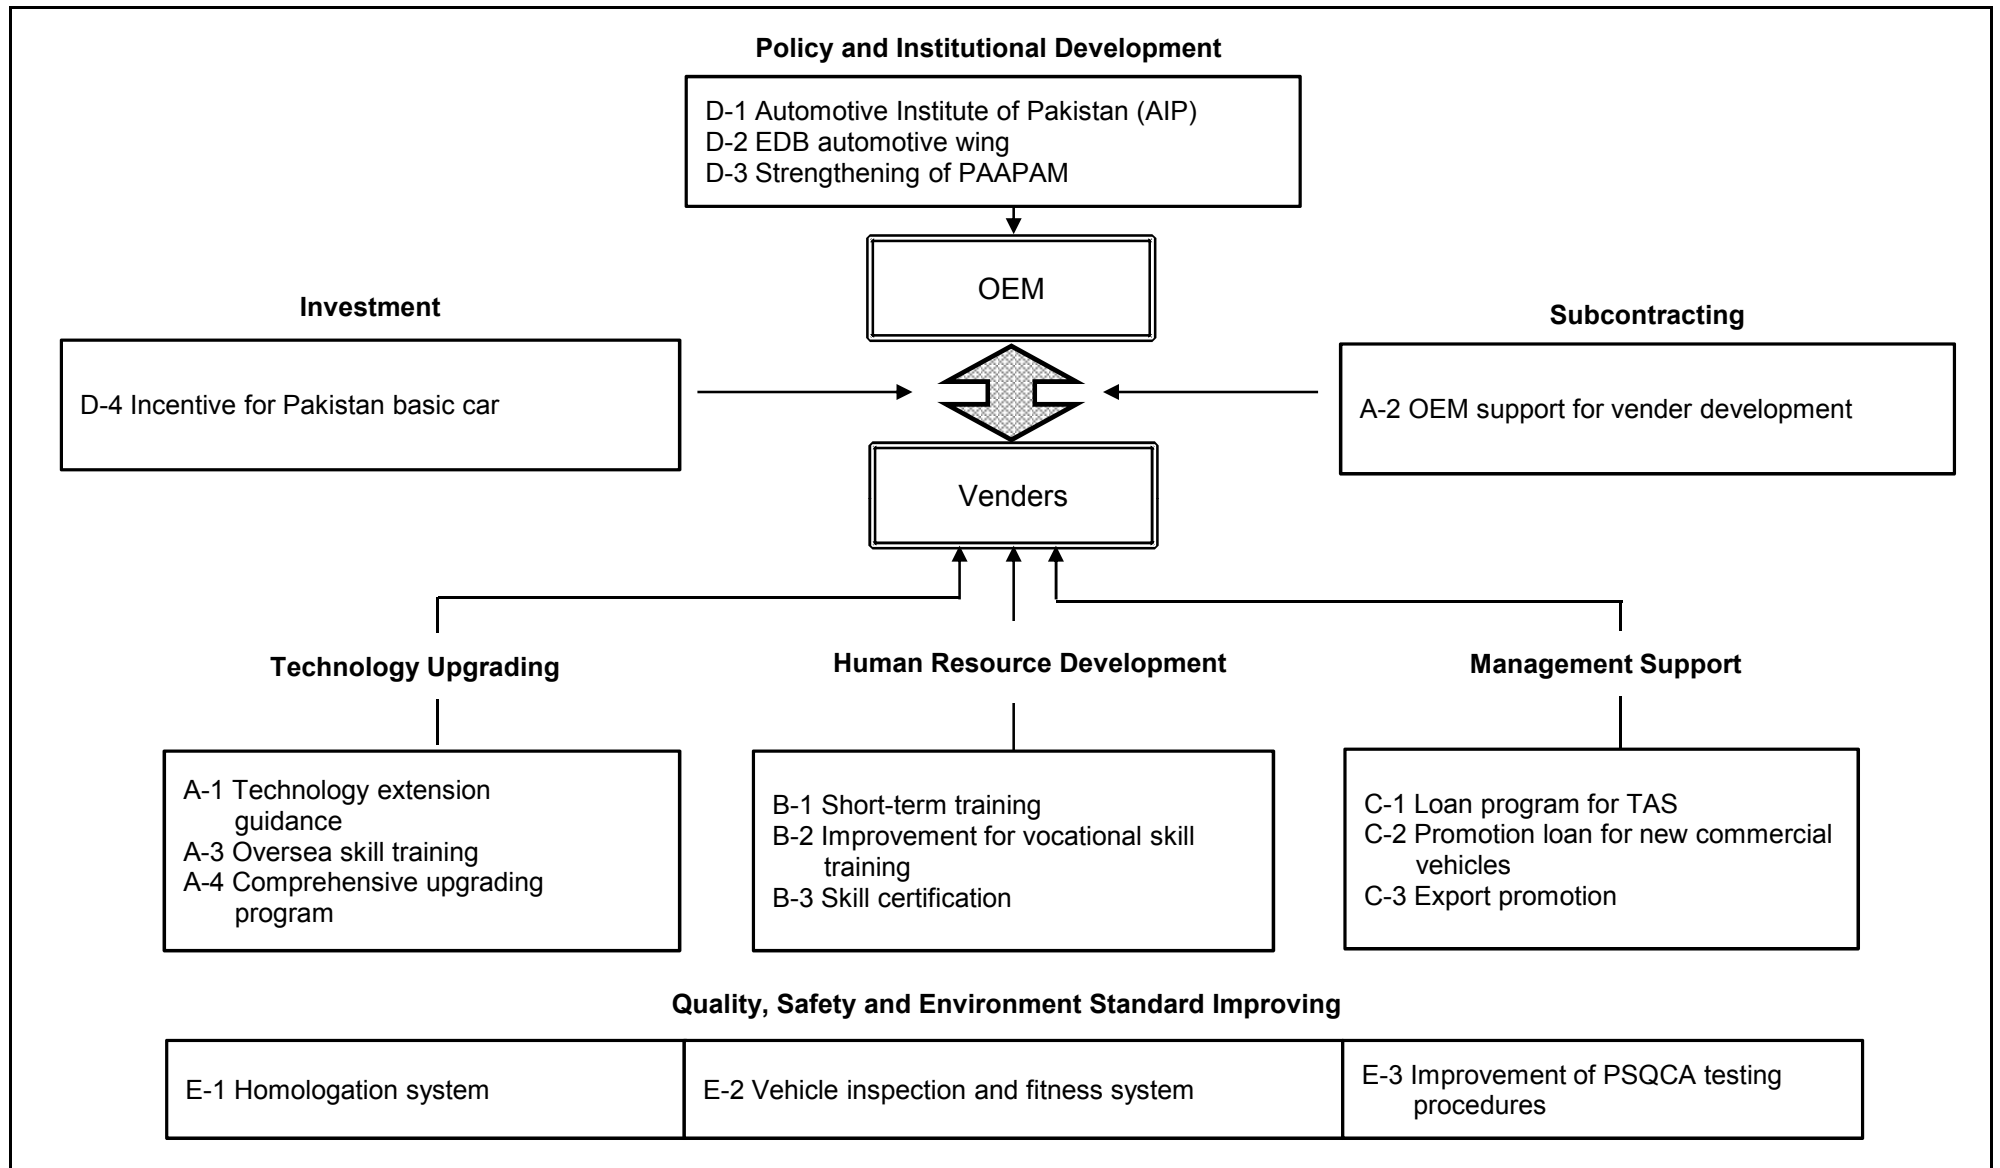 Policy and Institutional Development
D-1 Automotive Institute of Pakistan (AIP)
D-2 EDB automotive wing
D-3 Strengthening of PAAPAM
OEM
Investment
D-4 Incentive for Pakistan basic car
Subcontracting
A-2 OEM support for vender development
Venders
Technology Upgrading
A-1 Technology extension
guidance
A-3 Oversea skill training
A-4 Comprehensive upgrading
program
Human Resource Development
B-1 Short-term training
B-2 Improvement for vocational skill
training
B-3 Skill certification
Management Support
C-1 Loan program for TAS
C-2 Promotion loan for new commercial
vehicles
C-3 Export promotion
Quality, Safety and Environment Standard Improving
E-1 Homologation system
E-2 Vehicle inspection and fitness system
E-3 Improvement of PSQCA testing
procedures